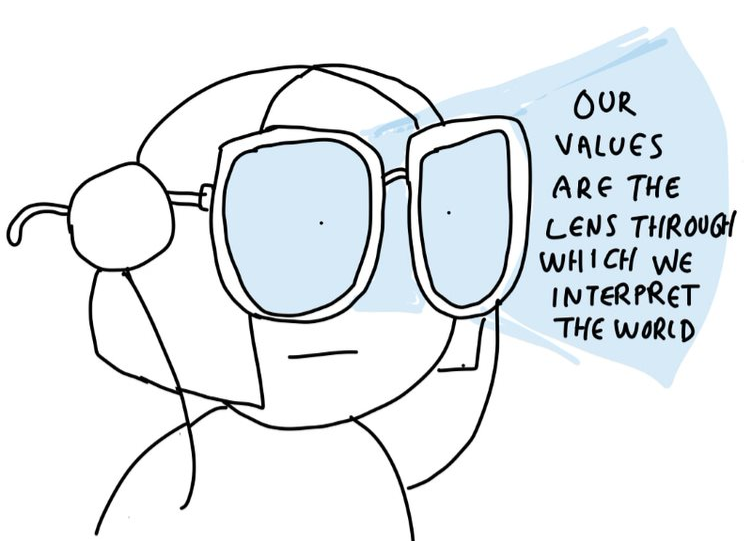 OUR
VALUES
ARE THE
LENS THROUGH
WHICH WE
INTERPRET
THE WORLD